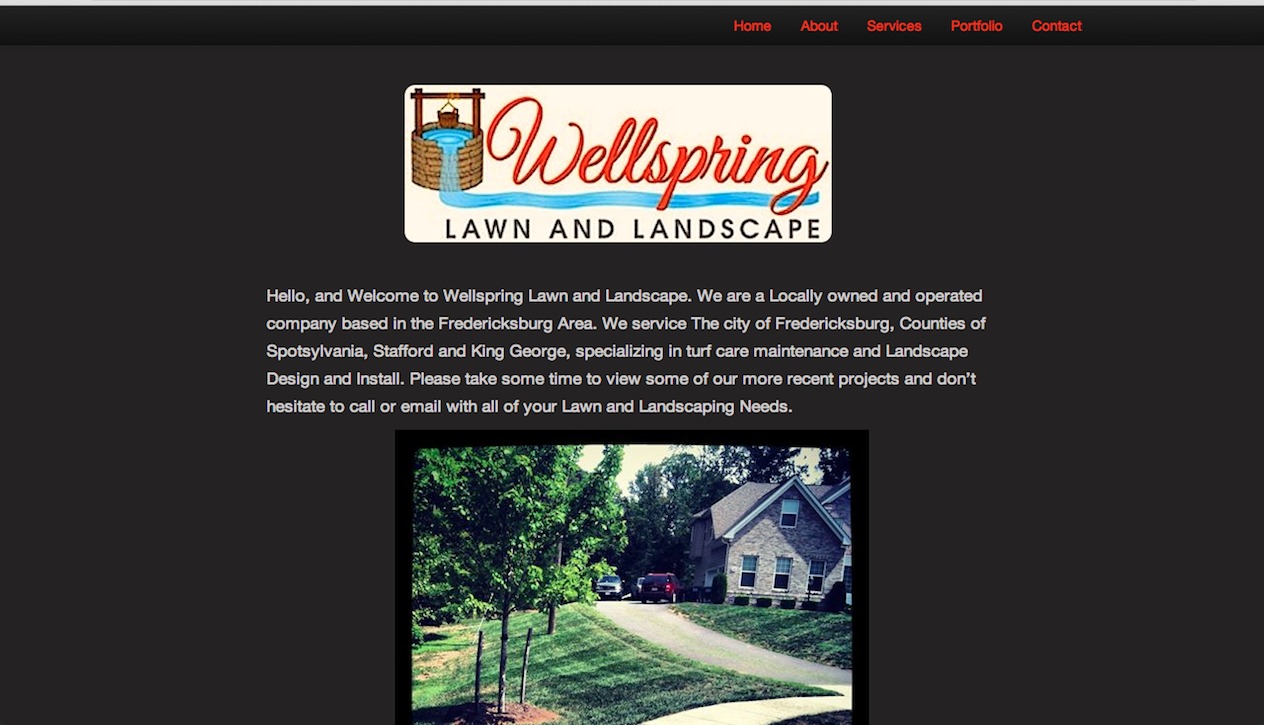 Home About Services Portfolio Contact
Wellspring
LAWN AND LANDSCAPE
Hello, and Welcome to Wellspring Lawn and Landscape. We are a Locally owned and operated
company based in the Fredericksburg Area. We service The city of Fredericksburg, Counties of
Spotsylvania, Stafford and King George, specializing in turf care maintenance and Landscape
Design and Install. Please take some time to view some of our more recent projects and don’t
hesitate to call or email with all of your Lawn and Landscaping Needs.